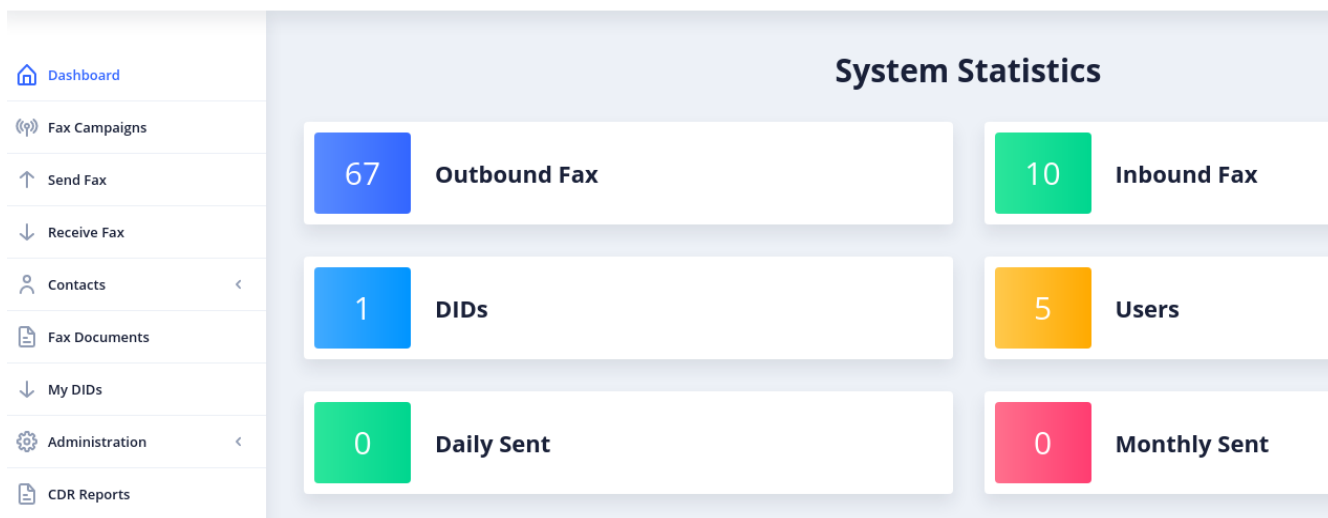 Dashboard
Fax Campaigns
Send Fax
Receive Fax
Contacts
Fax Documents
My DIDs
Administration
CDR Reports
System Statistics
67 Outbound Fax
10 Inbound Fax
1 DIDs
5 Users
0 Daily Sent
0 Monthly Sent